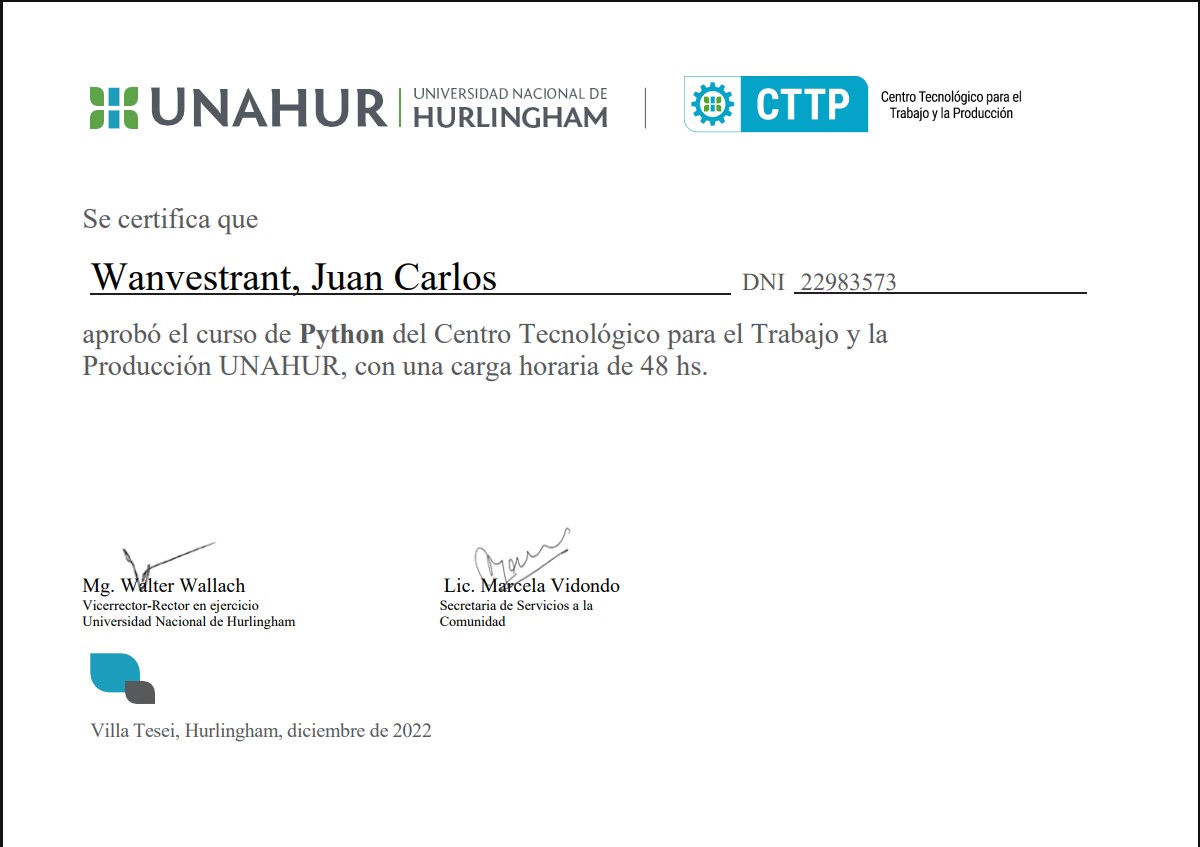 UNAHUR
UNIVERSIDAD NACIONAL DE
HURLINGHAM
CTTP
Centro Tecnológico para el
Trabajo y la Producción
Se certifica que
Wanvestrant, Juan Carlos DNI 22983573
aprobó el curso de Python del Centro Tecnológico para el Trabajo y la
Producción UNAHUR, con una carga horaria de 48 hs.
Mg. Walter Wallach
Vicerrector-Rector en ejercicio
Universidad Nacional de Hurlingham
Lic. Marcela Vidondo
Secretaria de Servicios a la
Comunidad
Villa Tesei, Hurlingham, diciembre de 2022